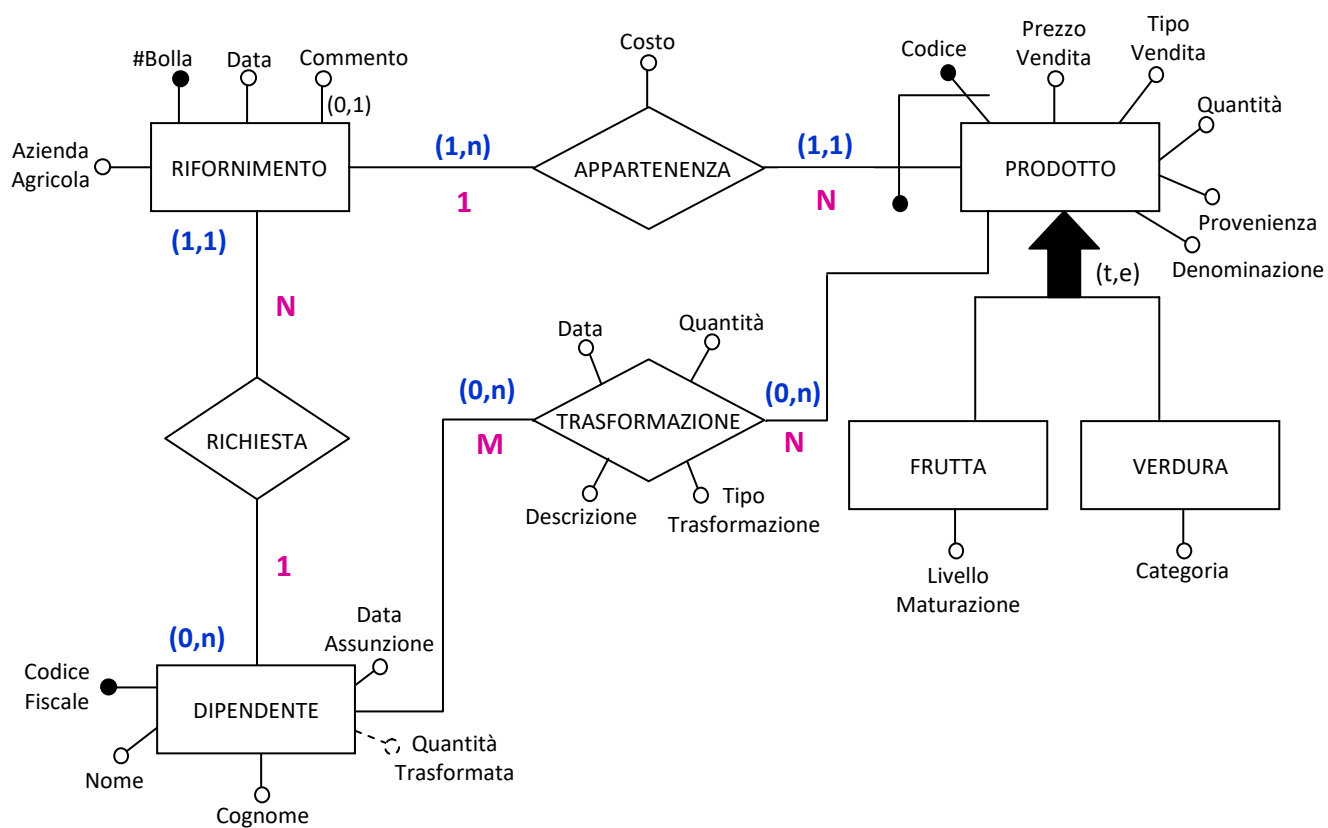 #Bolla
Data
Commento
(0,1)
Azienda
Agricola
RIFORNIMENTO
(1,n)
1
Costo
APPARTENENZA
(1,1)
N
Codice
Prezzo
Vendita
Tipo
Vendita
Quantità
PRODOTTO
Provenienza
Denominazione
(t,e)
(1,1)
N
RICHIESTA
1
(0,n)
Data
Quantità
(0,n)
M
TRASFORMAZIONE
(0,n)
N
Descrizione
Tipo
Trasformazione
FRUTTA
VERDURA
Livello
Maturazione
Categoria
Codice
Fiscale
DIPENDENTE
Data
Assunzione
Nome
Cognome
Quantità
Trasformata